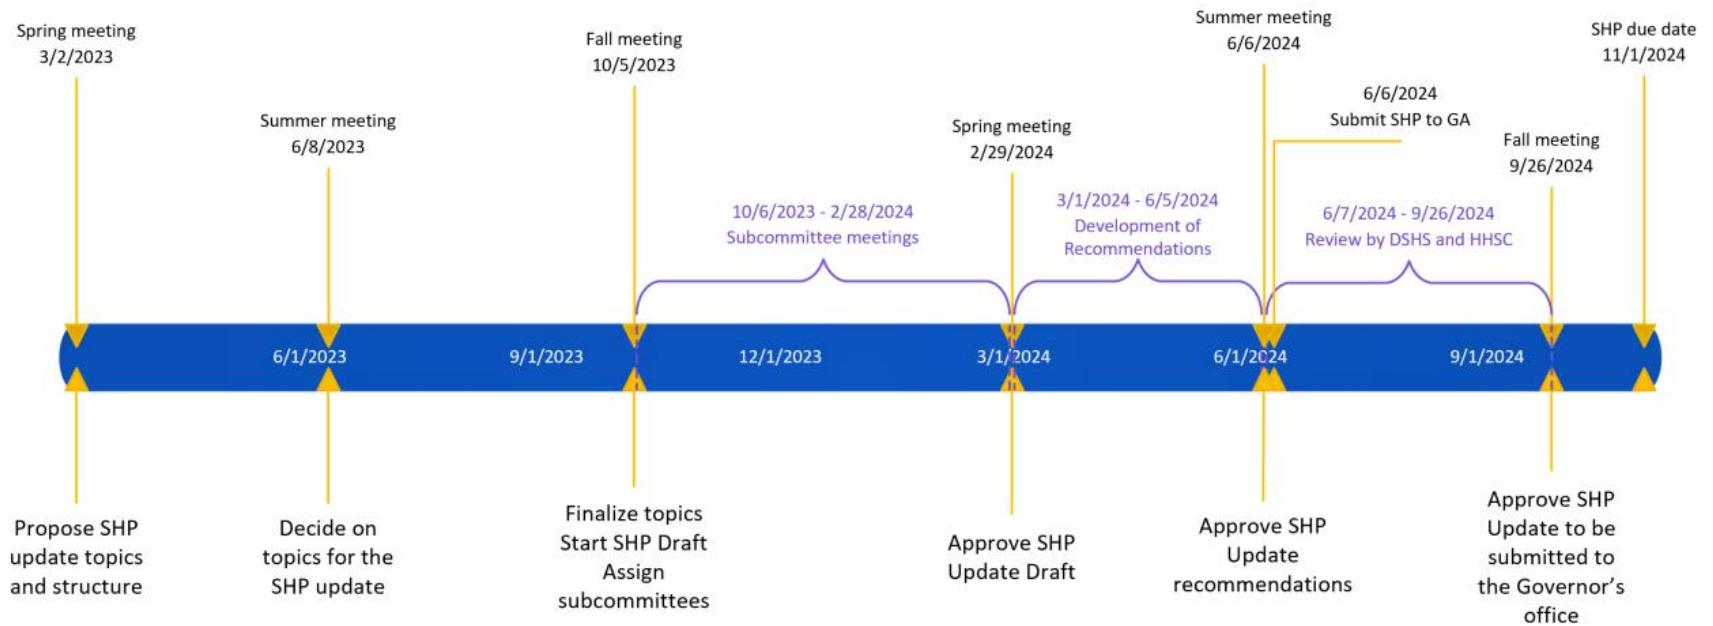 Spring meeting
3/2/2023
Summer meeting
6/8/2023
Fall meeting
10/5/2023
Spring meeting
2/29/2024
Summer meeting
6/6/2024
6/6/2024
Submit SHP to GA
Fall meeting
9/26/2024
SHP due date
11/1/2024
10/6/2023 - 2/28/2024
Subcommittee meetings
3/1/2024 - 6/5/2024
Development of
Recommendations
6/7/2024 - 9/26/2024
Review by DSHS and HHSC
6/1/2023
9/1/2023
12/1/2023
3/1/2024
6/1/2024
9/1/2024
Propose SHP
update topics
and structure
Decide on
topics for the
SHP update
Finalize topics
Start SHP Draft
Assign
subcommittees
Approve SHP
Update Draft
Approve SHP
Update
recommendations
Approve SHP
Update to be
submitted to
the Governor’s
office